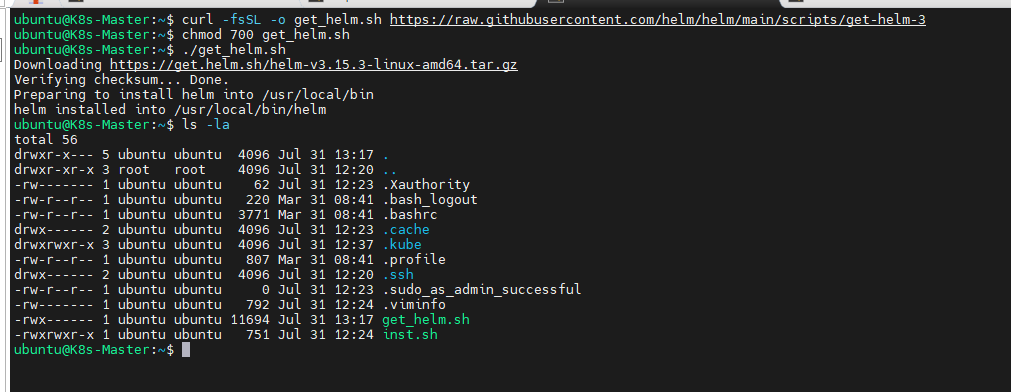 ubuntu@K8s-Master:~$ curl -fsSL -o get_helm.sh https://raw.githubusercontent.com/helm/helm/main/scripts/get-helm-3
ubuntu@K8s-Master:~$ chmod 700 get_helm.sh
ubuntu@K8s-Master:~$ ./get_helm.sh
Downloading https://get.helm.sh/helm-v3.15.3-linux-amd64.tar.gz
Verifying checksum... Done.
Preparing to install helm into /usr/local/bin
helm installed into /usr/local/bin/helm
ubuntu@K8s-Master:~$ ls -la
total 56
drwxr-x--- 5 ubuntu ubuntu  4096 Jul 31 13:17 .
drwxr-xr-x 3 root   root    4096 Jul 31 12:20 ..
-rw------- 1 ubuntu ubuntu    62 Jul 31 12:23 .Xauthority
-rw-r--r-- 1 ubuntu ubuntu   220 Mar 31 08:41 .bash_logout
-rw-r--r-- 1 ubuntu ubuntu  3771 Mar 31 08:41 .bashrc
drwx------ 2 ubuntu ubuntu  4096 Jul 31 12:23 .cache
drwxrwxr-x 3 ubuntu ubuntu  4096 Jul 31 12:37 .kube
-rw-r--r-- 1 ubuntu ubuntu   807 Mar 31 08:41 .profile
drwx------ 2 ubuntu ubuntu  4096 Jul 31 12:20 .ssh
-rw-r--r-- 1 ubuntu ubuntu     0 Jul 31 12:23 .sudo_as_admin_successful
-rw------- 1 ubuntu ubuntu   792 Jul 31 12:24 .viminfo
-rwx------ 1 ubuntu ubuntu 11694 Jul 31 13:17 get_helm.sh
-rwxrwxr-x 1 ubuntu ubuntu   751 Jul 31 12:24 inst.sh
ubuntu@K8s-Master:~$